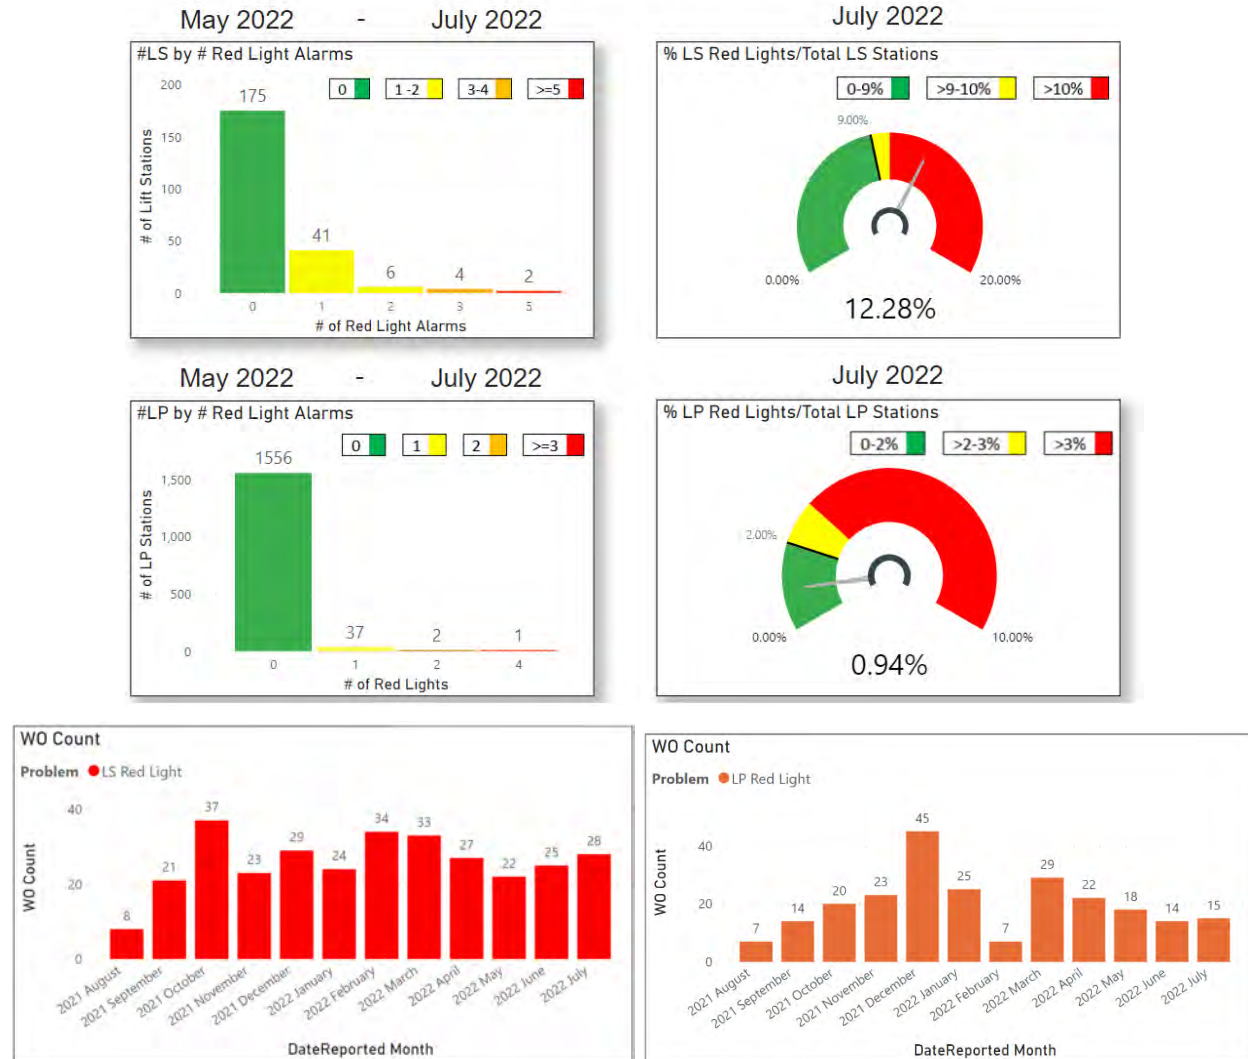 May 2022 - July 2022
July 2022
#LS by # Red Light Alarms
0 1 -2 3-4 >=5
200
150
100
50
0
# of Lift Stations
175
41
6
4
2
0 1 2 3 5
# of Red Light Alarms
% LS Red Lights/Total LS Stations
0-9% >9-10% >10%
9.00%
0.00%
20.00%
12.28%
May 2022 - July 2022
July 2022
#LP by # Red Light Alarms
0 1 2 >=3
1,500
1,000
500
0
# of LP Stations
1556
37
2
1
0 1 2 4
# of Red Lights
% LP Red Lights/Total LP Stations
0-2% >2-3% >3%
2.00%
0.00%
10.00%
0.94%
WO Count
Problem LS Red Light
40
20
0
WO Count
8
21
37
23
29
24
34
33
27
22
25
28
2021 August
2021 September
2021 October
2021 November
2021 December
2022 January
2022 February
2022 March
2022 April
2022 May
2022 June
2022 July
DateReported Month
WO Count
Problem LP Red Light
40
20
0
WO Count
7
14
20
23
45
25
7
29
22
18
14
15
2021 August
2021 September
2021 October
2021 November
2021 December
2022 January
2022 February
2022 March
2022 April
2022 May
2022 June
2022 July
DateReported Month